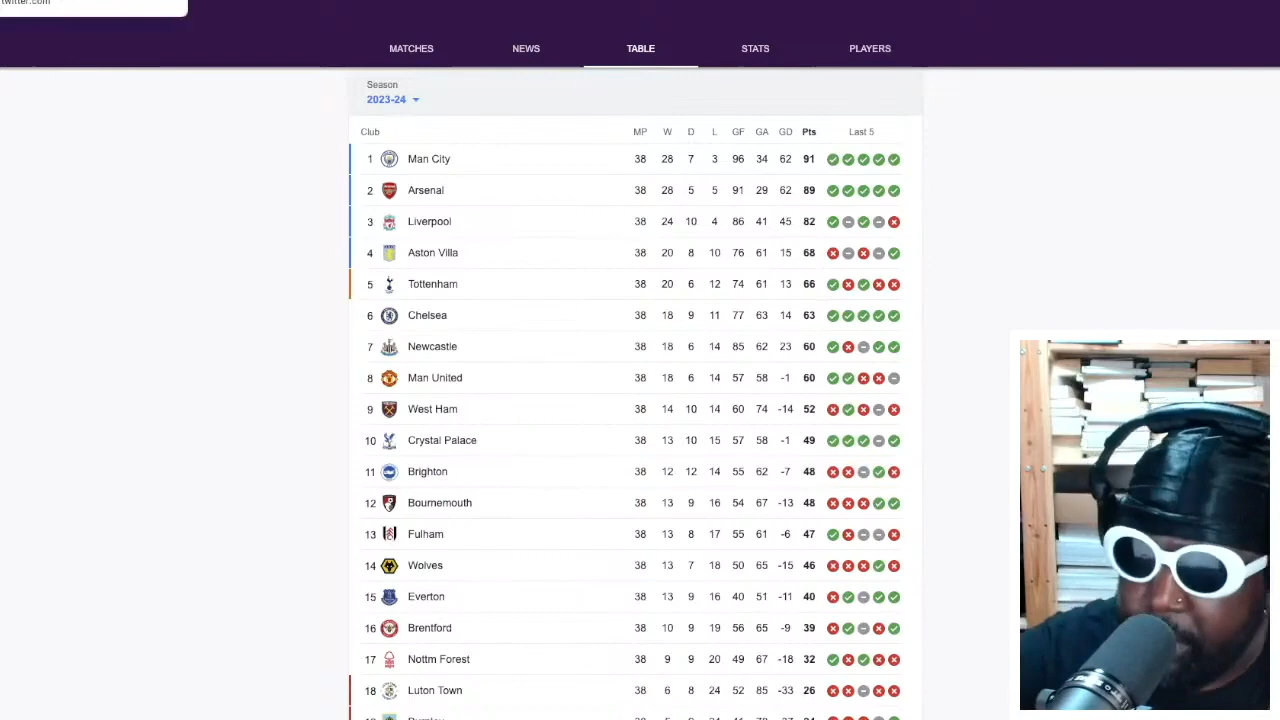 twitter.com
MATCHES NEWS TABLE STATS PLAYERS
Season
2023-24
Club MP W D L GF GA GD Pts Last 5
1 Man City 38 28 7 3 96 34 62 91
2 Arsenal 38 28 5 5 91 29 62 89
3 Liverpool 38 24 10 4 86 41 45 82
4 Aston Villa 38 20 8 10 76 61 15 68
5 Tottenham 38 20 6 12 74 61 13 66
6 Chelsea 38 18 9 11 77 63 14 63
7 Newcastle 38 18 6 14 85 62 23 60
8 Man United 38 18 6 14 57 58 -1 60
9 West Ham 38 14 10 14 60 74 -14 52
10 Crystal Palace 38 13 10 15 57 58 -1 49
11 Brighton 38 12 12 14 55 62 -7 48
12 Bournemouth 38 13 9 16 54 67 -13 48
13 Fulham 38 13 8 17 55 61 -6 47
14 Wolves 38 13 7 18 50 65 -15 46
15 Everton 38 13 9 16 40 51 -11 40
16 Brentford 38 10 9 19 56 65 -9 39
17 Nottm Forest 38 9 9 20 49 67 -18 32
18 Luton Town 38 6 8 24 52 85 -33 26